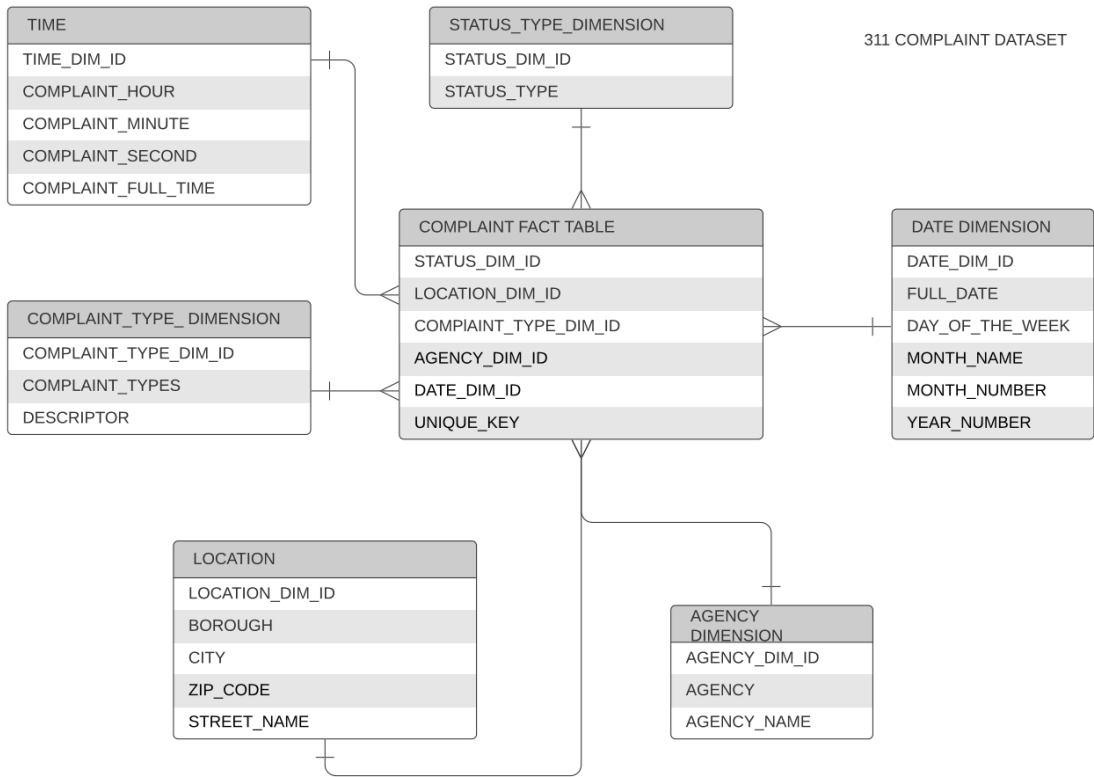 TIME
TIME_DIM_ID
COMPLAINT_HOUR
COMPLAINT_MINUTE
COMPLAINT_SECOND
COMPLAINT_FULL_TIME
STATUS_TYPE_DIMENSION
STATUS_DIM_ID
STATUS_TYPE
311 COMPLAINT DATASET
COMPLAINT_TYPE_ DIMENSION
COMPLAINT_TYPE_DIM_ID
COMPLAINT_TYPES
DESCRIPTOR
COMPLAINT FACT TABLE
STATUS_DIM_ID
LOCATION_DIM_ID
COMPlAINT_TYPE_DIM_ID
AGENCY_DIM_ID
DATE_DIM_ID
UNIQUE_KEY
DATE DIMENSION
DATE_DIM_ID
FULL_DATE
DAY_OF_THE_WEEK
MONTH_NAME
MONTH_NUMBER
YEAR_NUMBER
LOCATION
LOCATION_DIM_ID
BOROUGH
CITY
ZIP_CODE
STREET_NAME
AGENCY
DIMENSION
AGENCY_DIM_ID
AGENCY
AGENCY_NAME